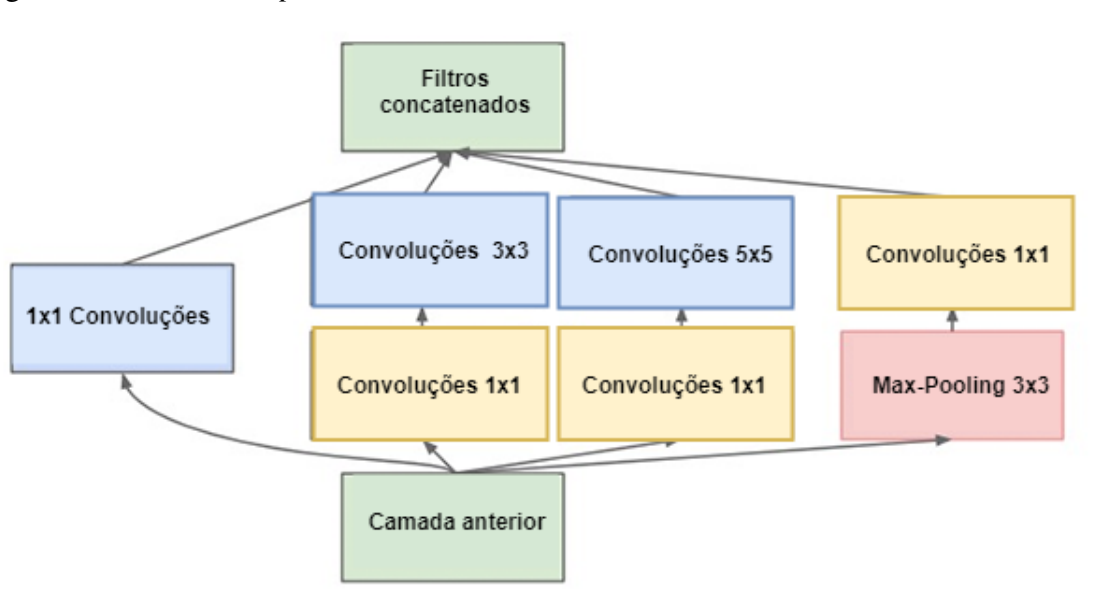 Filtros
concatenados
Convoluções 3x3
Convoluções 5x5
Convoluções 1x1
1x1 Convoluções
Convoluções 1x1
Convoluções 1x1
Max-Pooling 3x3
Camada anterior